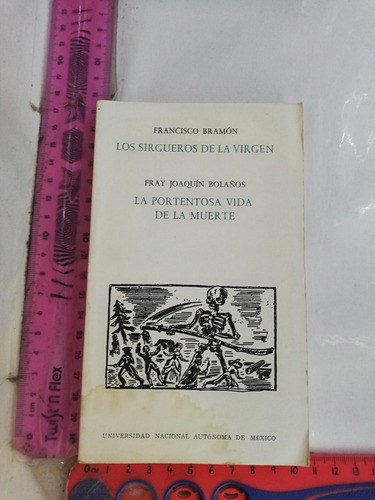 FRANCISCO BRAMÓN
LOS SIRGUEROS DE LA VIRGEN
FRAY JOAQUÍN BOLAÑOS
LA PORTENTOSA VIDA
DE LA MUERTE
UNIVERSIDAD NACIONAL AUTÓNOMA DE MÉXICO
Twist'n Flex